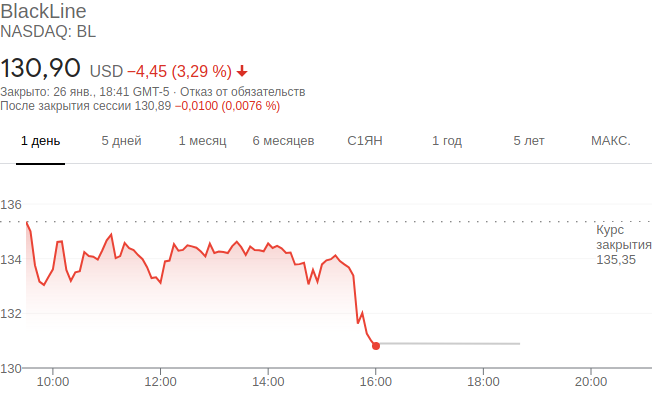 BlackLine
NASDAQ: BL
130,90 USD −4,45 (3,29 %)
Закрыто: 26 янв., 18:41 GMT-5 · Отказ от обязательств
После закрытия сессии 130,89 −0,0100 (0,0076 %)
1 день 5 дней 1 месяц 6 месяцев С1ЯН 1 год 5 лет МАКС.
136
Курс
закрытия
135,35
134
132
130
10:00 12:00 14:00 16:00 18:00 20:00